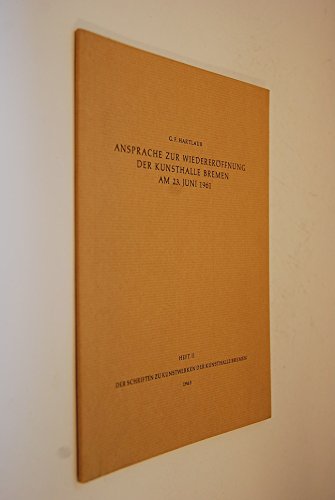 G. F. HARTLAUB
ANSPRACHE ZUR WIEDERERÖFFNUNG
DER KUNSTHALLE BREMEN
AM 23. JUNI 1961
HEFT II
DER SCHRIFTEN ZU KUNSTWERKEN DER KUNSTHALLE BREMEN